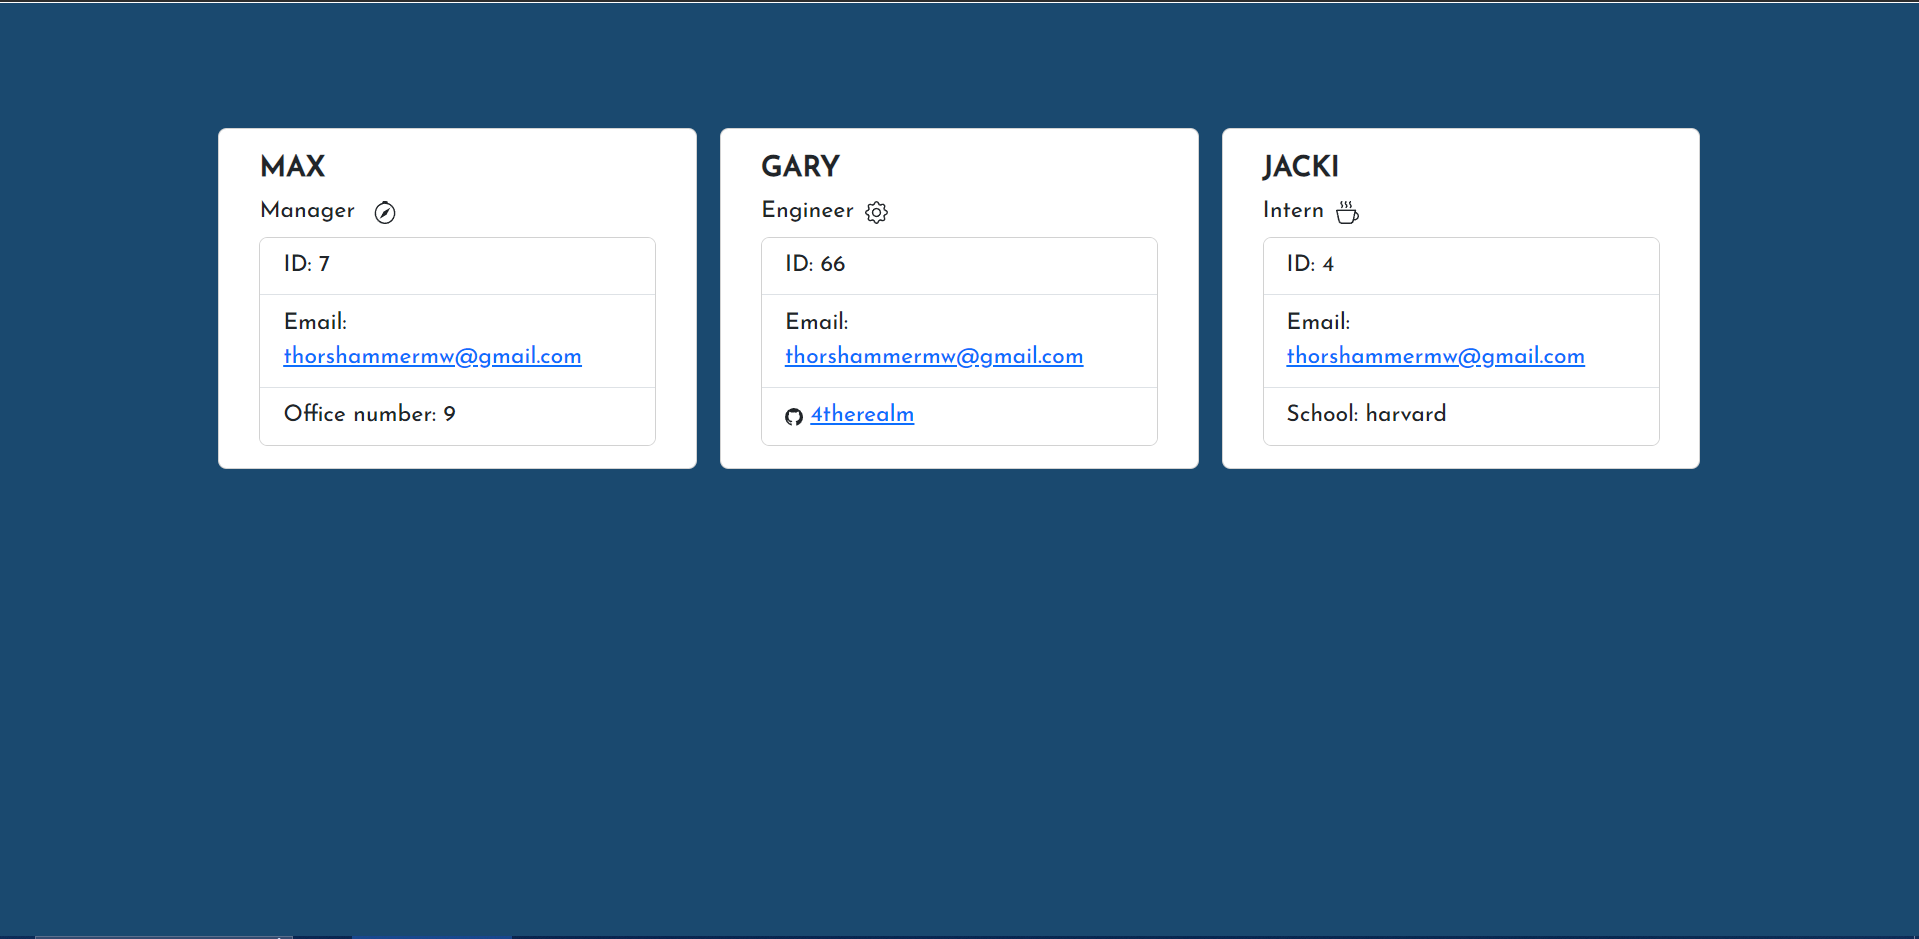 MAX
Manager
ID: 7
Email:
thorshammermw@gmail.com
Office number: 9
GARY
Engineer
ID: 66
Email:
thorshammermw@gmail.com
4therealm
JACKI
Intern
ID: 4
Email:
thorshammermw@gmail.com
School: harvard